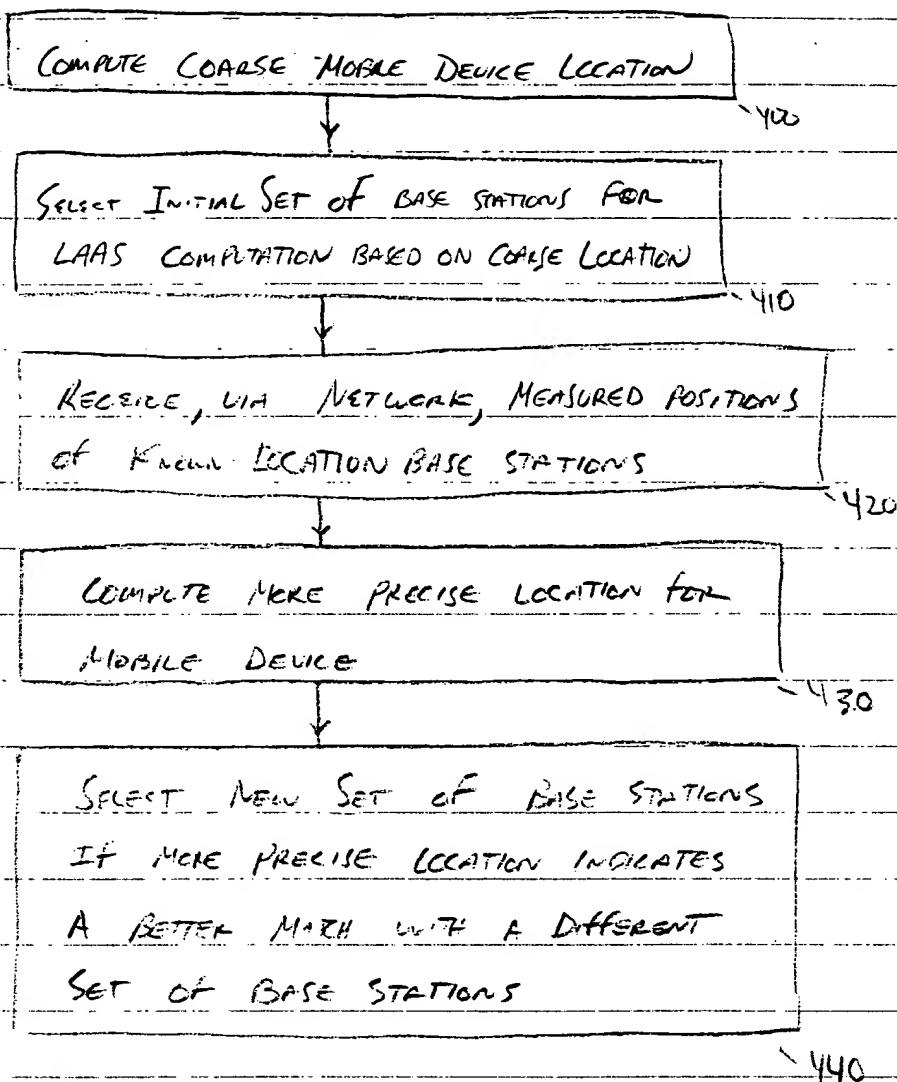 COMPUTE COARSE MOBILE DEVICE LOCATION
400
SELECT INITIAL SET OF BASE STATIONS FOR
LAAS COMPUTATION BASED ON COARSE LOCATION
410
RECEIVE, VIA NETWORK, MEASURED POSITIONS
OF KNOWN LOCATION BASE STATIONS
420
COMPUTE MORE PRECISE LOCATION FOR
MOBILE DEVICE
430
SELECT NEW SET OF BASE STATIONS
IF MORE PRECISE LOCATION INDICATES
A BETTER MATCH WITH A DIFFERENT
SET OF BASE STATIONS
440